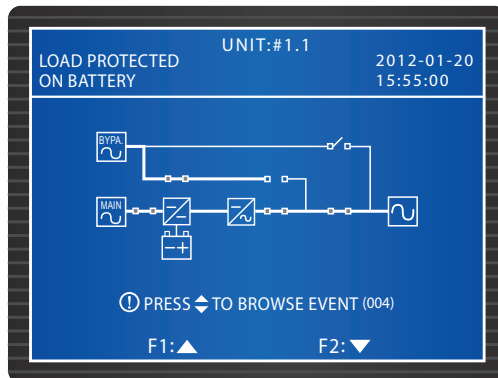 UNIT:#1.1
LOAD PROTECTED
ON BATTERY
2012-01-20
15:55:00
BYPA.
MAIN
PRESS TO BROWSE EVENT (004)
F1:
F2: